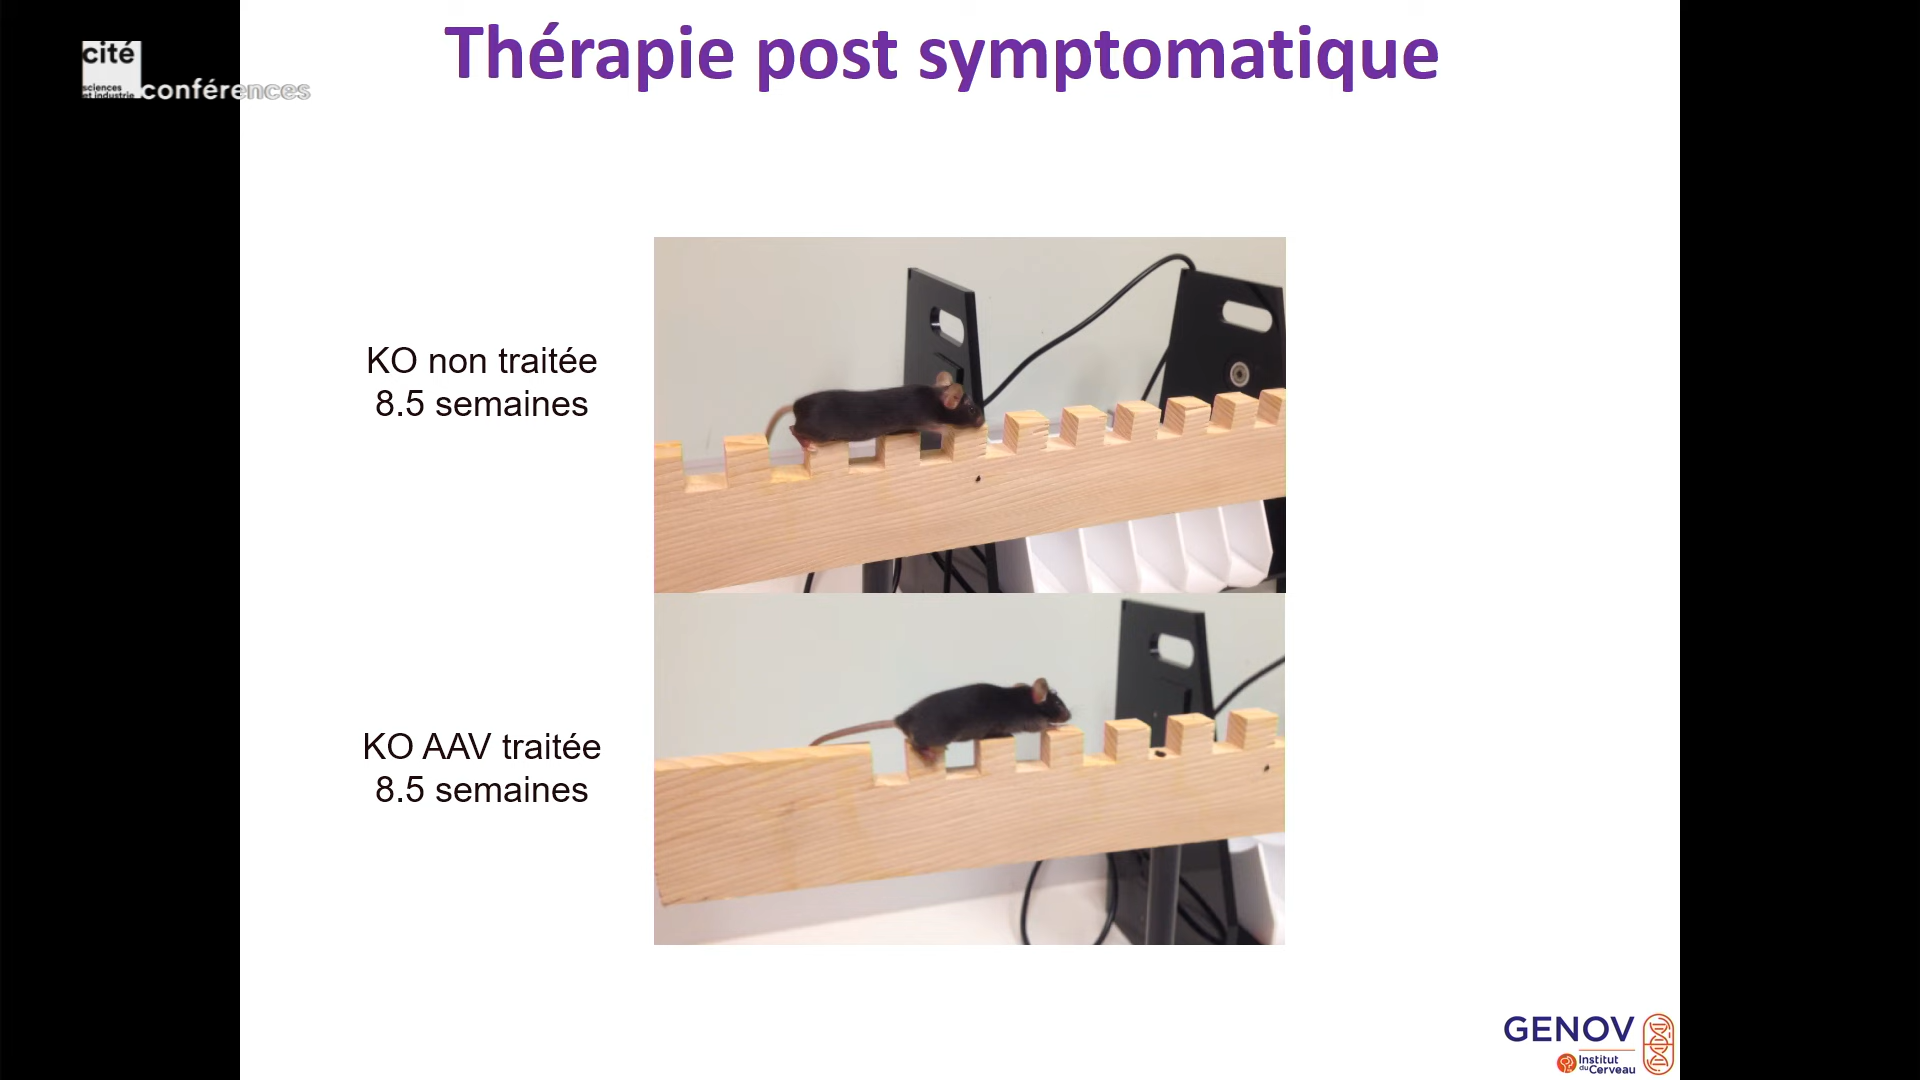 cité
sciences
et industrie
conférences
Thérapie post symptomatique
KO non traitée
8.5 semaines
KO AAV traitée
8.5 semaines
GENOV
Institut
du Cerveau